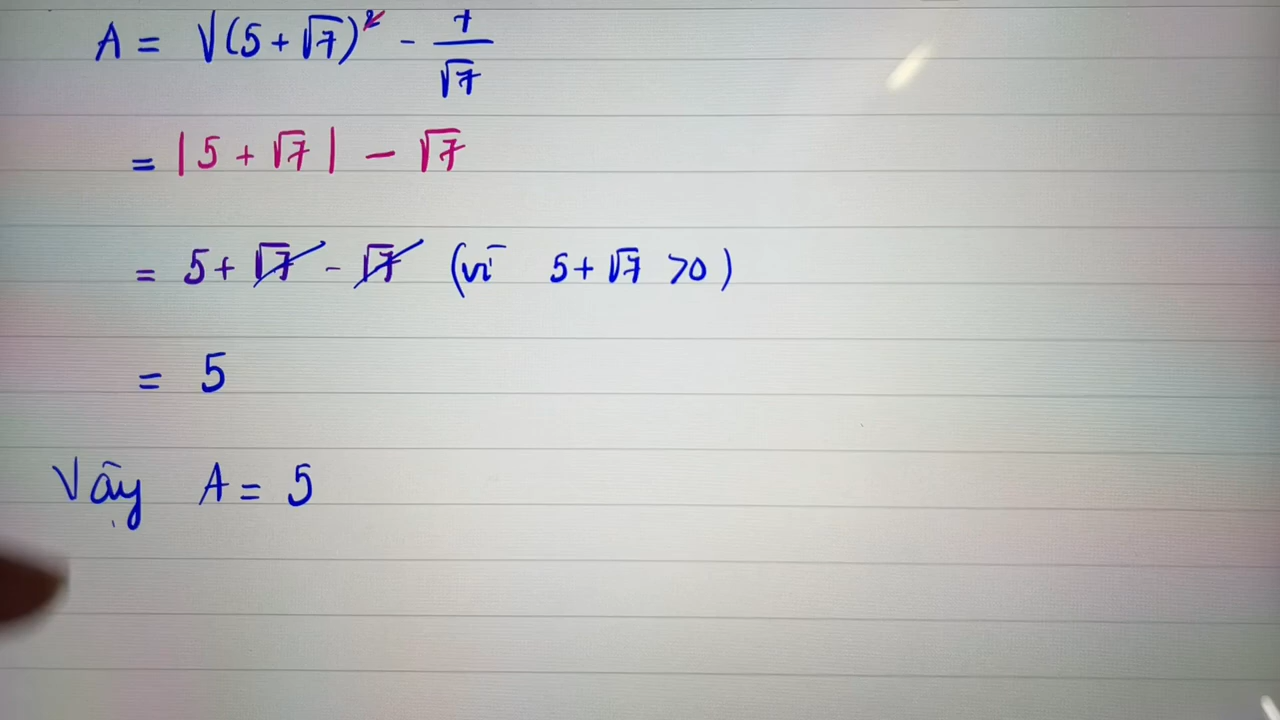 A = √(5 + √7)² - 7/√7
= |5 + √7| - √7
= 5 + √7 - √7 (vì 5 + √7 > 0)
= 5
Vậy A = 5